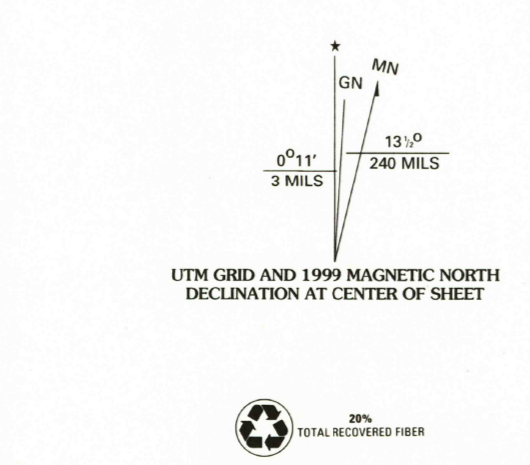 ★
MN
GN
13½°
240 MILS
0°11'
3 MILS
UTM GRID AND 1999 MAGNETIC NORTH
DECLINATION AT CENTER OF SHEET
20%
TOTAL RECOVERED FIBER